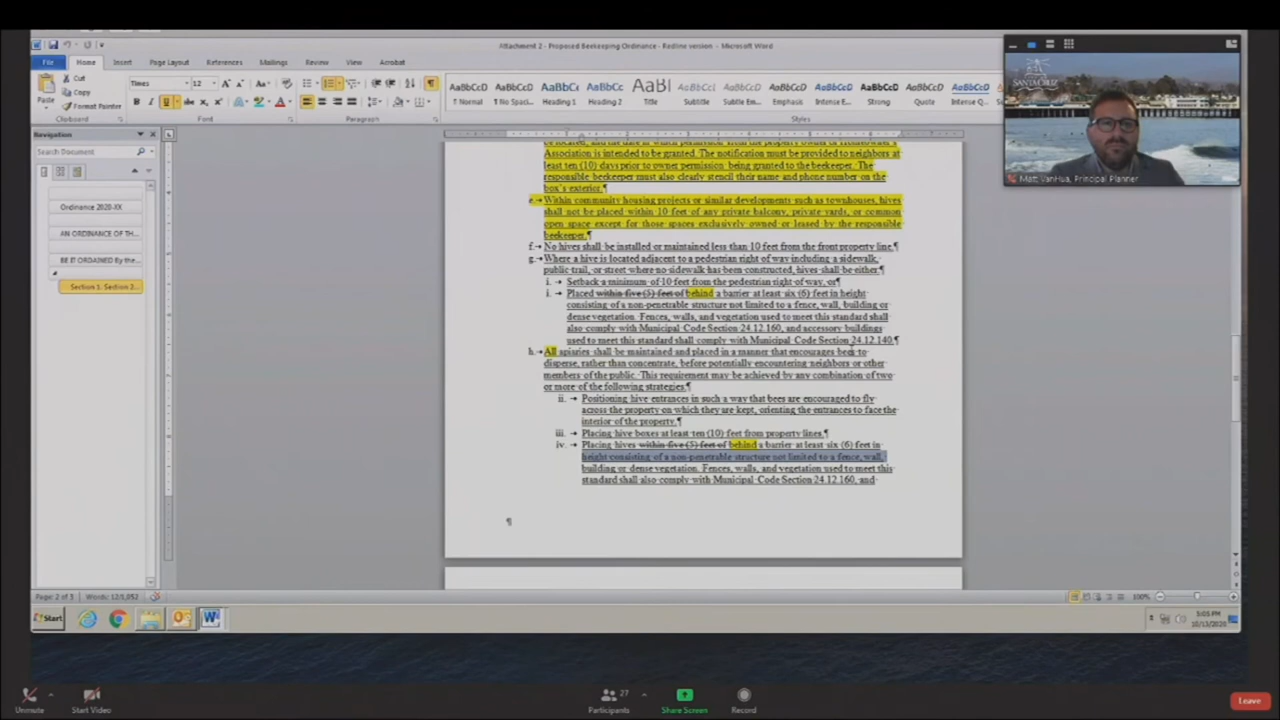 Attachment 2 - Proposed Beekeeping Ordinance - Redline version - Microsoft Word
File Home Insert Page Layout References Mailings Review View Acrobat
Cut
Copy
Format Painter
Paste
Times 12
Clipboard Font Paragraph Styles
AaBbCcD AaBbCcD AaBbC AaBbCc AaBl AaBbCcD AaBbCcD AaBbCcD AaBbCcD AaBbCcD AaBbCcD AaBbCcD
¶ Normal ¶ No Spaci... Heading 1 Heading 2 Title Subtitle Subtle Em... Emphasis Intense E... Strong Quote Intense Q...
SANTA CRUZ
Matt VanHua, Principal Planner
Navigation
Search Document
Ordinance 2020-XX
AN ORDINANCE OF TH...
BE IT ORDAINED By the...
Section 1. Section 2...
Association is intended to be granted. The notification must be provided to neighbors at
least ten (10) days prior to owner permission being granted to the beekeeper. The
responsible beekeeper must also clearly stencil their name and phone number on the
box's exterior.¶
e. Within community housing projects or similar developments such as townhouses, hives
shall not be placed within 10 feet of any private balcony, private yards, or common
open space except for those spaces exclusively owned or leased by the responsible
beekeeper.¶
f. No hives shall be installed or maintained less than 10 feet from the front property line.¶
g. Where a hive is located adjacent to a pedestrian right of way including a sidewalk,
public trail, or street where no sidewalk has been constructed, hives shall be either:¶
i. Setback a minimum of 10 feet from the pedestrian right of way, or¶
i. Placed within five (5) feet of behind a barrier at least six (6) feet in height
consisting of a non-penetrable structure not limited to a fence, wall, building or
dense vegetation. Fences, walls, and vegetation used to meet this standard shall
also comply with Municipal Code Section 24.12.160, and accessory buildings
used to meet this standard shall comply with Municipal Code Section 24.12.140.¶
h. All apiaries shall be maintained and placed in a manner that encourages bees to
disperse, rather than concentrate, before potentially encountering neighbors or other
members of the public. This requirement may be achieved by any combination of two
or more of the following strategies.¶
ii. Positioning hive entrances in such a way that bees are encouraged to fly
across the property on which they are kept, orienting the entrances to face the
interior of the property.¶
iii. Placing hive boxes at least ten (10) feet from property lines.¶
iv. Placing hives within five (5) feet of behind a barrier at least six (6) feet in
height consisting of a non-penetrable structure not limited to a fence, wall,
building or dense vegetation. Fences, walls, and vegetation used to meet this
standard shall also comply with Municipal Code Section 24.12.160, and
¶
Page: 2 of 3 Words: 12/1,052 100%
Start 5:05 PM
10/13/2020
Unmute Start Video Participants 27 Share Screen Record Leave